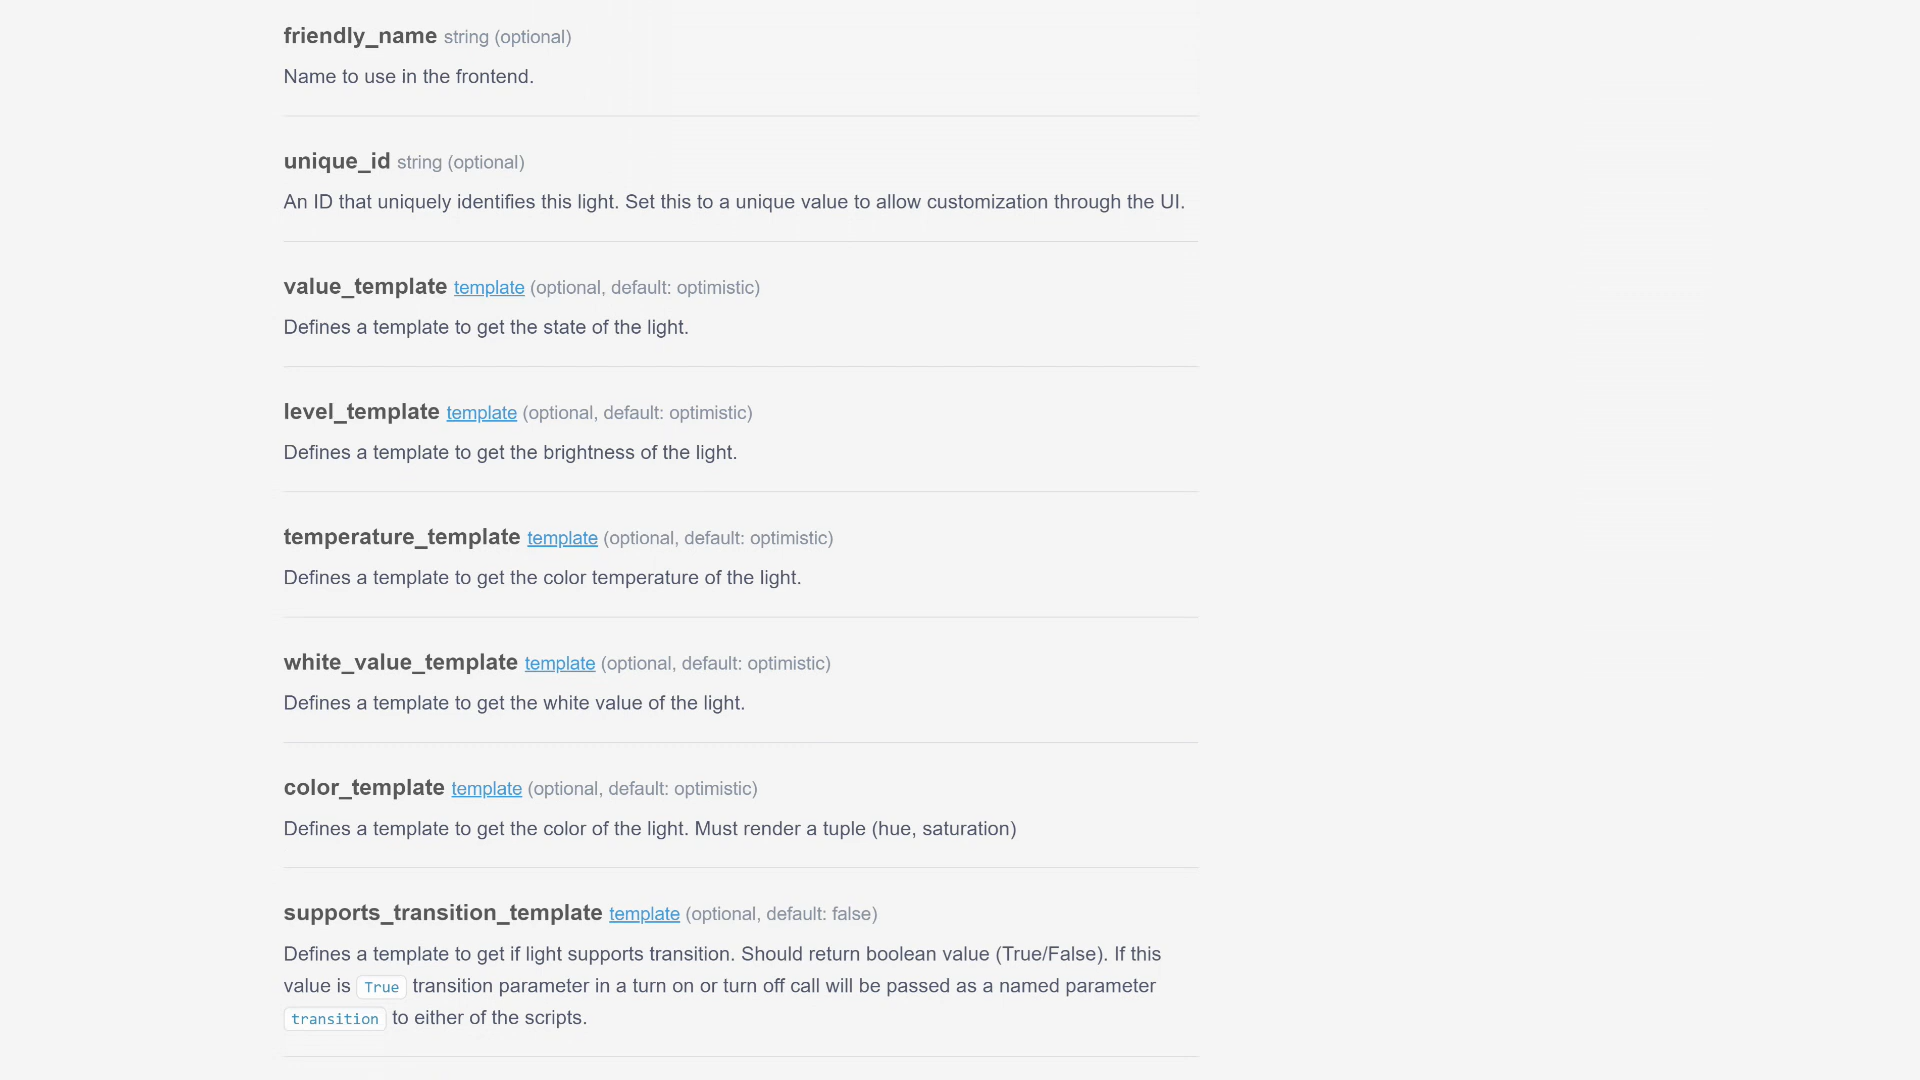 friendly_name string (optional)
Name to use in the frontend.
unique_id string (optional)
An ID that uniquely identifies this light. Set this to a unique value to allow customization through the UI.
value_template template (optional, default: optimistic)
Defines a template to get the state of the light.
level_template template (optional, default: optimistic)
Defines a template to get the brightness of the light.
temperature_template template (optional, default: optimistic)
Defines a template to get the color temperature of the light.
white_value_template template (optional, default: optimistic)
Defines a template to get the white value of the light.
color_template template (optional, default: optimistic)
Defines a template to get the color of the light. Must render a tuple (hue, saturation)
supports_transition_template template (optional, default: false)
Defines a template to get if light supports transition. Should return boolean value (True/False). If this
value is True transition parameter in a turn on or turn off call will be passed as a named parameter
transition to either of the scripts.